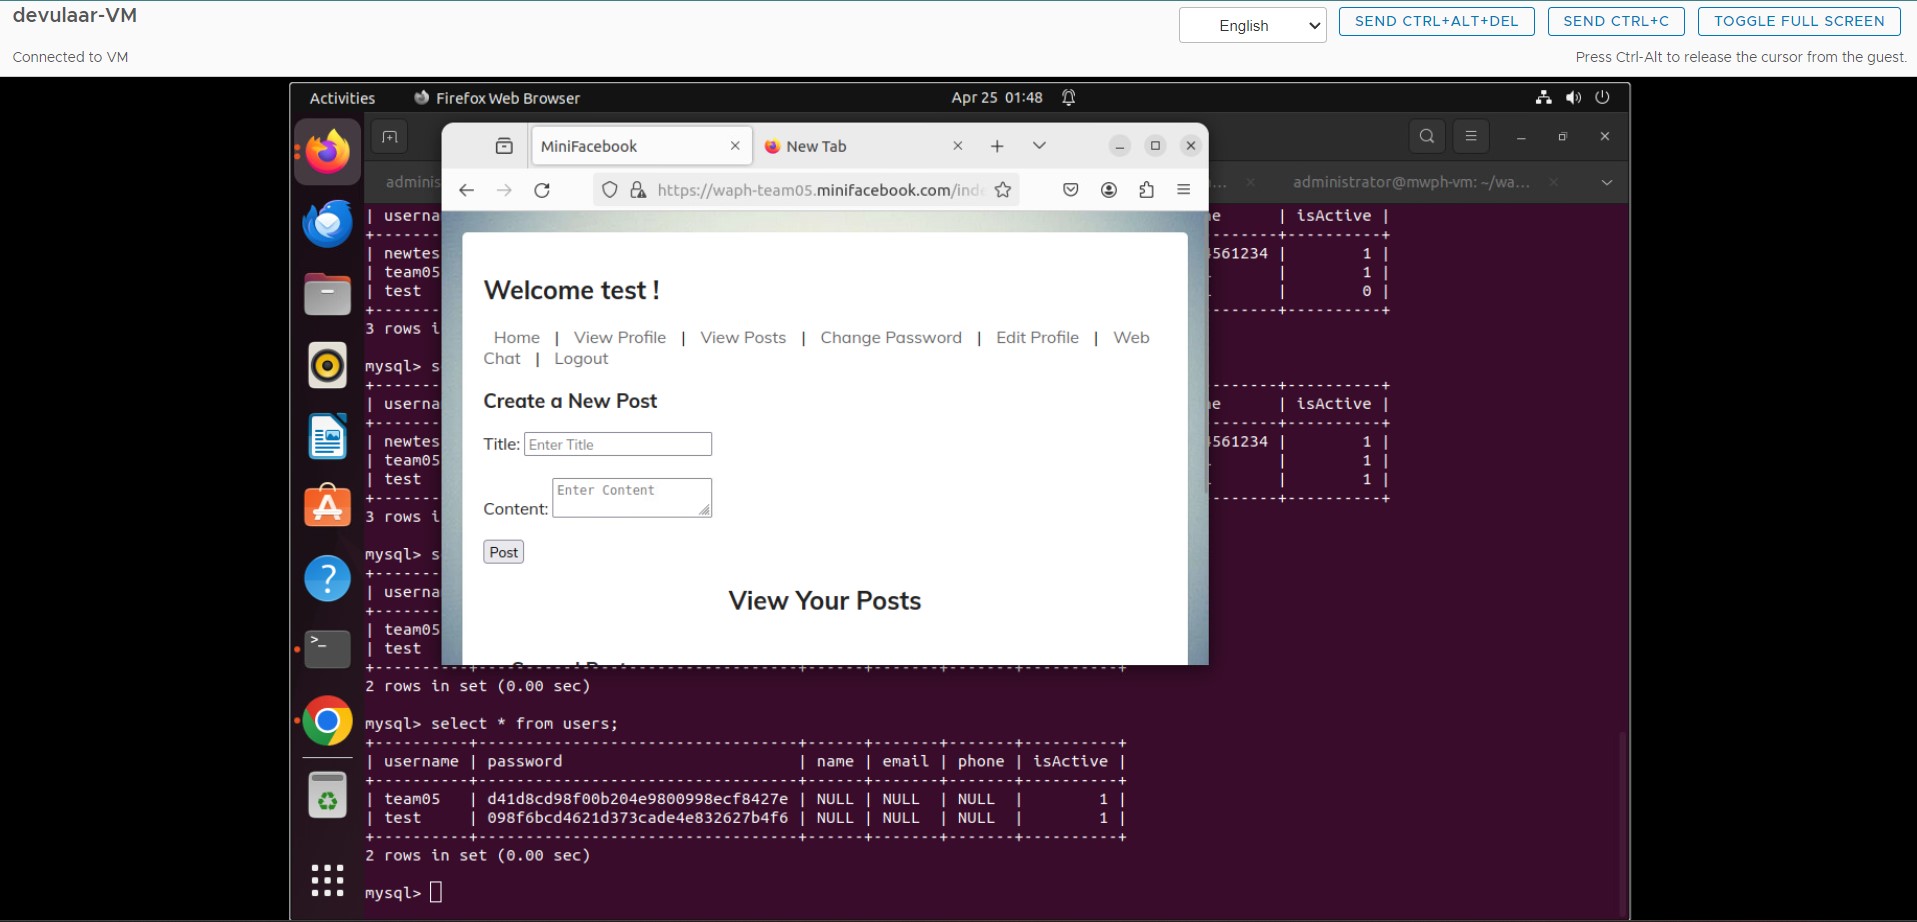 devulaar-VM
English
SEND CTRL+ALT+DEL
SEND CTRL+C
TOGGLE FULL SCREEN
Connected to VM
Press Ctrl-Alt to release the cursor from the guest.
Activities
Firefox Web Browser
Apr 25 01:48
MiniFacebook
New Tab
https://waph-team05.minifacebook.com/inde
adminis
...
administrator@mwph-vm: ~/wa...
| userna
e | isActive |
+-------
-------+----------+
| newtes
4561234 | 1 |
| team05
| 1 |
| test
| 0 |
+-------
-------+----------+
3 rows i
mysql> s
+-------
-------+----------+
| userna
e | isActive |
+-------
-------+----------+
| newtes
4561234 | 1 |
| team05
| 1 |
| test
| 1 |
+-------
-------+----------+
3 rows i
mysql> s
+-------
| userna
+-------
| team05
| test
Welcome test !
Home | View Profile | View Posts | Change Password | Edit Profile | Web
Chat | Logout
Create a New Post
Title: Enter Title
Content: Enter Content
Post
View Your Posts
+----------+----------------------------------+------+-------+-------+----------+
2 rows in set (0.00 sec)
mysql> select * from users;
+----------+----------------------------------+------+-------+-------+----------+
| username | password | name | email | phone | isActive |
+----------+----------------------------------+------+-------+-------+----------+
| team05 | d41d8cd98f00b204e9800998ecf8427e | NULL | NULL | NULL | 1 |
| test | 098f6bcd4621d373cade4e832627b4f6 | NULL | NULL | NULL | 1 |
+----------+----------------------------------+------+-------+-------+----------+
2 rows in set (0.00 sec)
mysql>